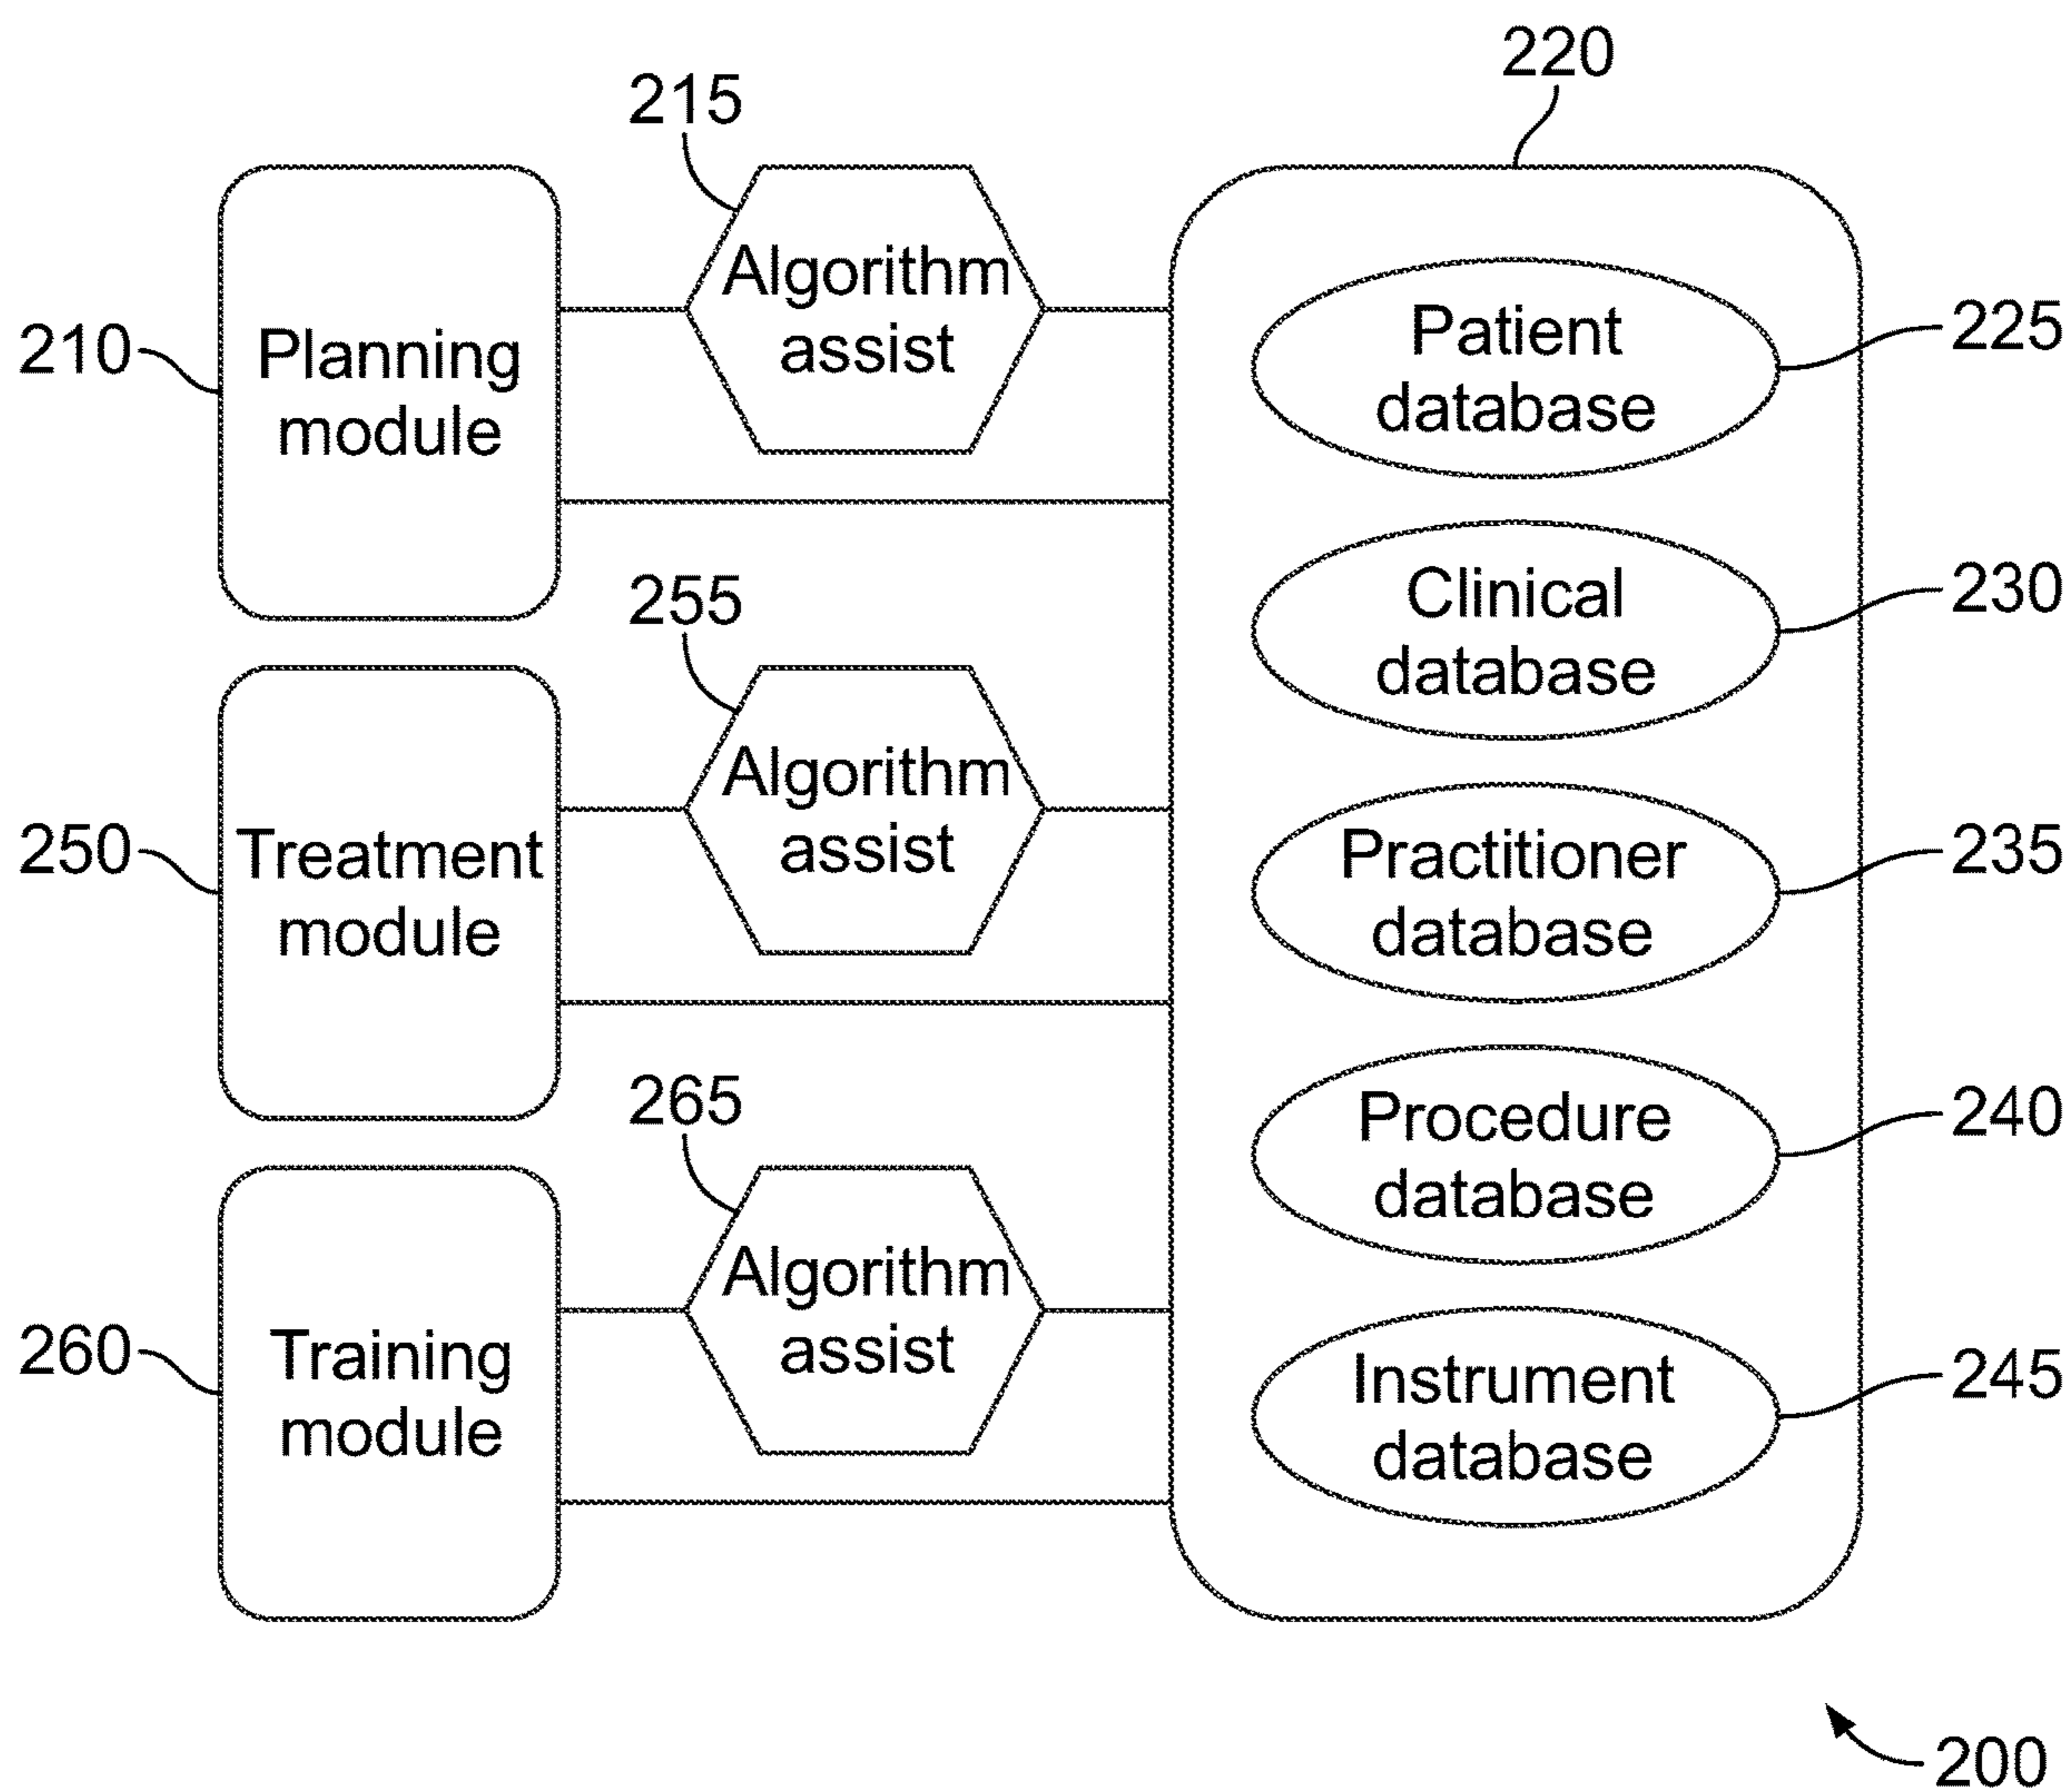 220
215
Algorithm
assist
210
Planning
module
Patient
database
225
255
Clinical
database
230
Algorithm
assist
250
Treatment
module
Practitioner
database
235
265
Procedure
database
240
Algorithm
assist
260
Training
module
Instrument
database
245
200